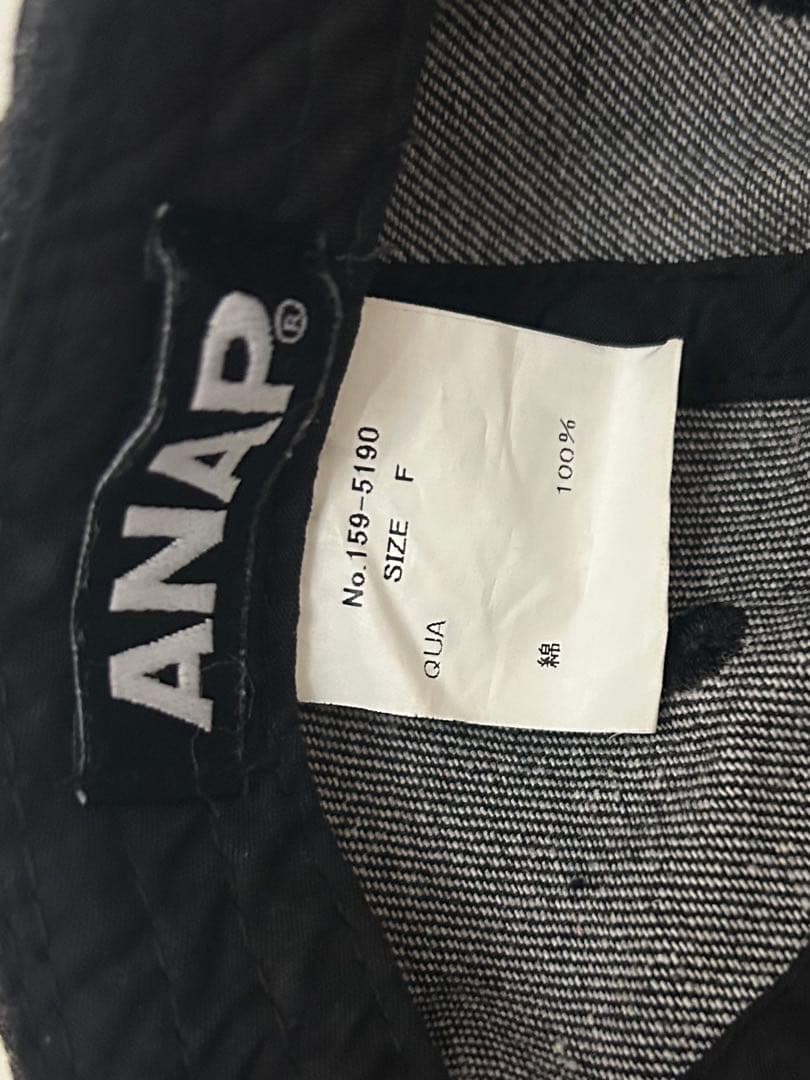 ANAP®
No.159-5190
SIZE F
QUA
綿 100%